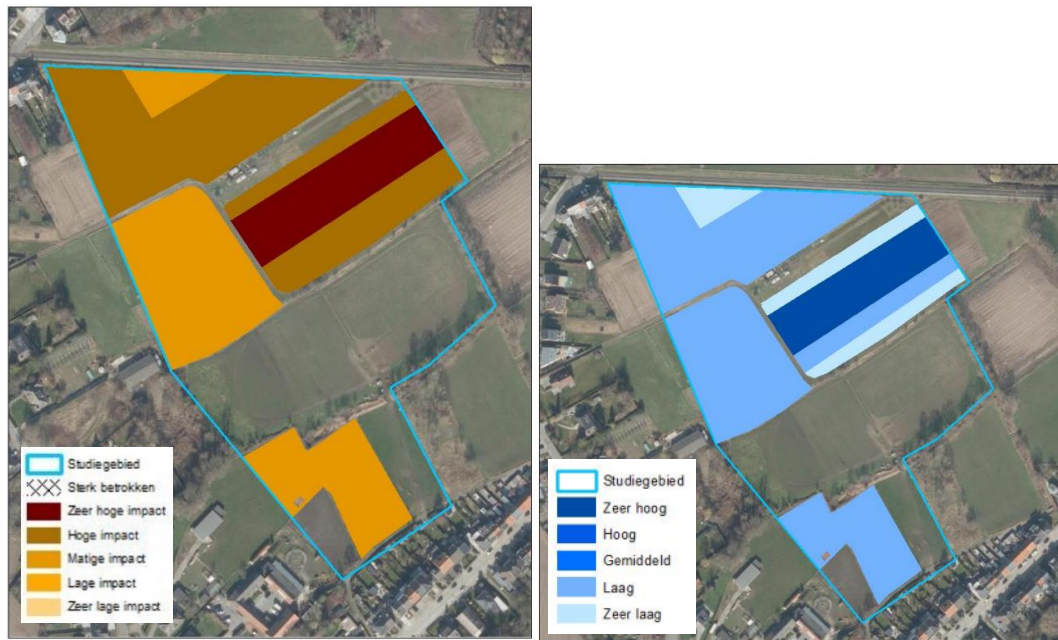 Studiegebied
Sterk betrokken
Zeer hoge impact
Hoge impact
Matige impact
Lage impact
Zeer lage impact
Studiegebied
Zeer hoog
Hoog
Gemiddeld
Laag
Zeer laag